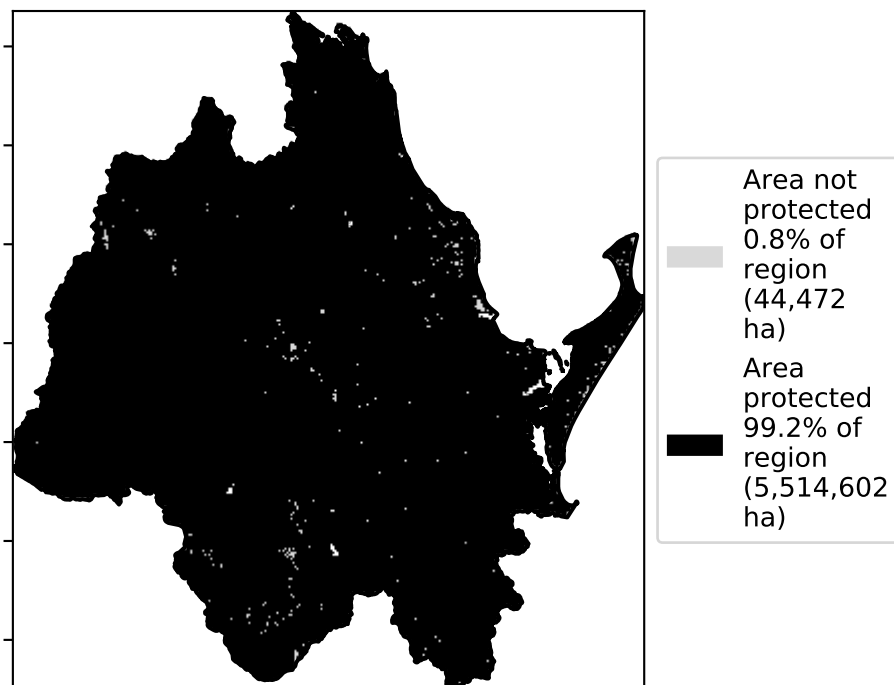 Area not
protected
0.8% of
region
(44,472
ha)
Area
protected
99.2% of
region
(5,514,602
ha)